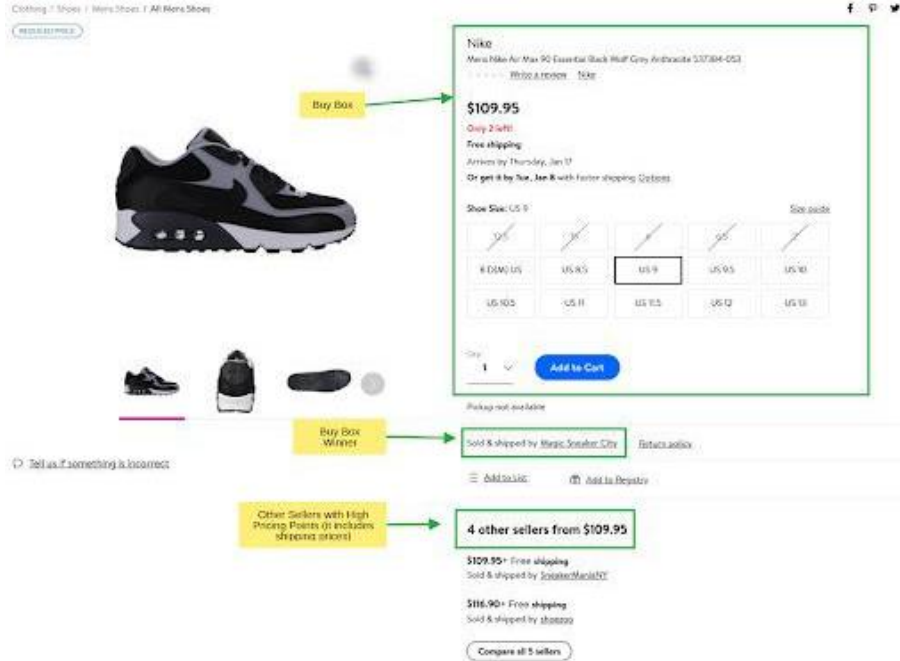 Clothing / Shoes / Mens Shoes / All Mens Shoes
REDUCED PRICE
Nike
Mens Nike Air Max 90 Essential Black Wolf Grey Anthracite 537384-053
Write a review Nike
Buy Box
$109.95
Only 2 left!
Free shipping
Arrives by Thursday, Jan 17
Or get it by Tue, Jan 8 with faster shipping Options
Shoe Size: US 9 Size guide
8 D(M) US US 8.5 US 9 US 9.5 US 10
US 10.5 US 11 US 11.5 US 12 US 13
Qty
1
Add to Cart
Pickup not available
Buy Box
Winner
Sold & shipped by Magic Sneaker City Return policy
Tell us if something is incorrect
Add to List Add to Registry
Other Sellers with High
Pricing Points (it includes
shipping prices)
4 other sellers from $109.95
$109.95+ Free shipping
Sold & shipped by SneakerManiaNY
$116.90+ Free shipping
Sold & shipped by
Compare all 5 sellers